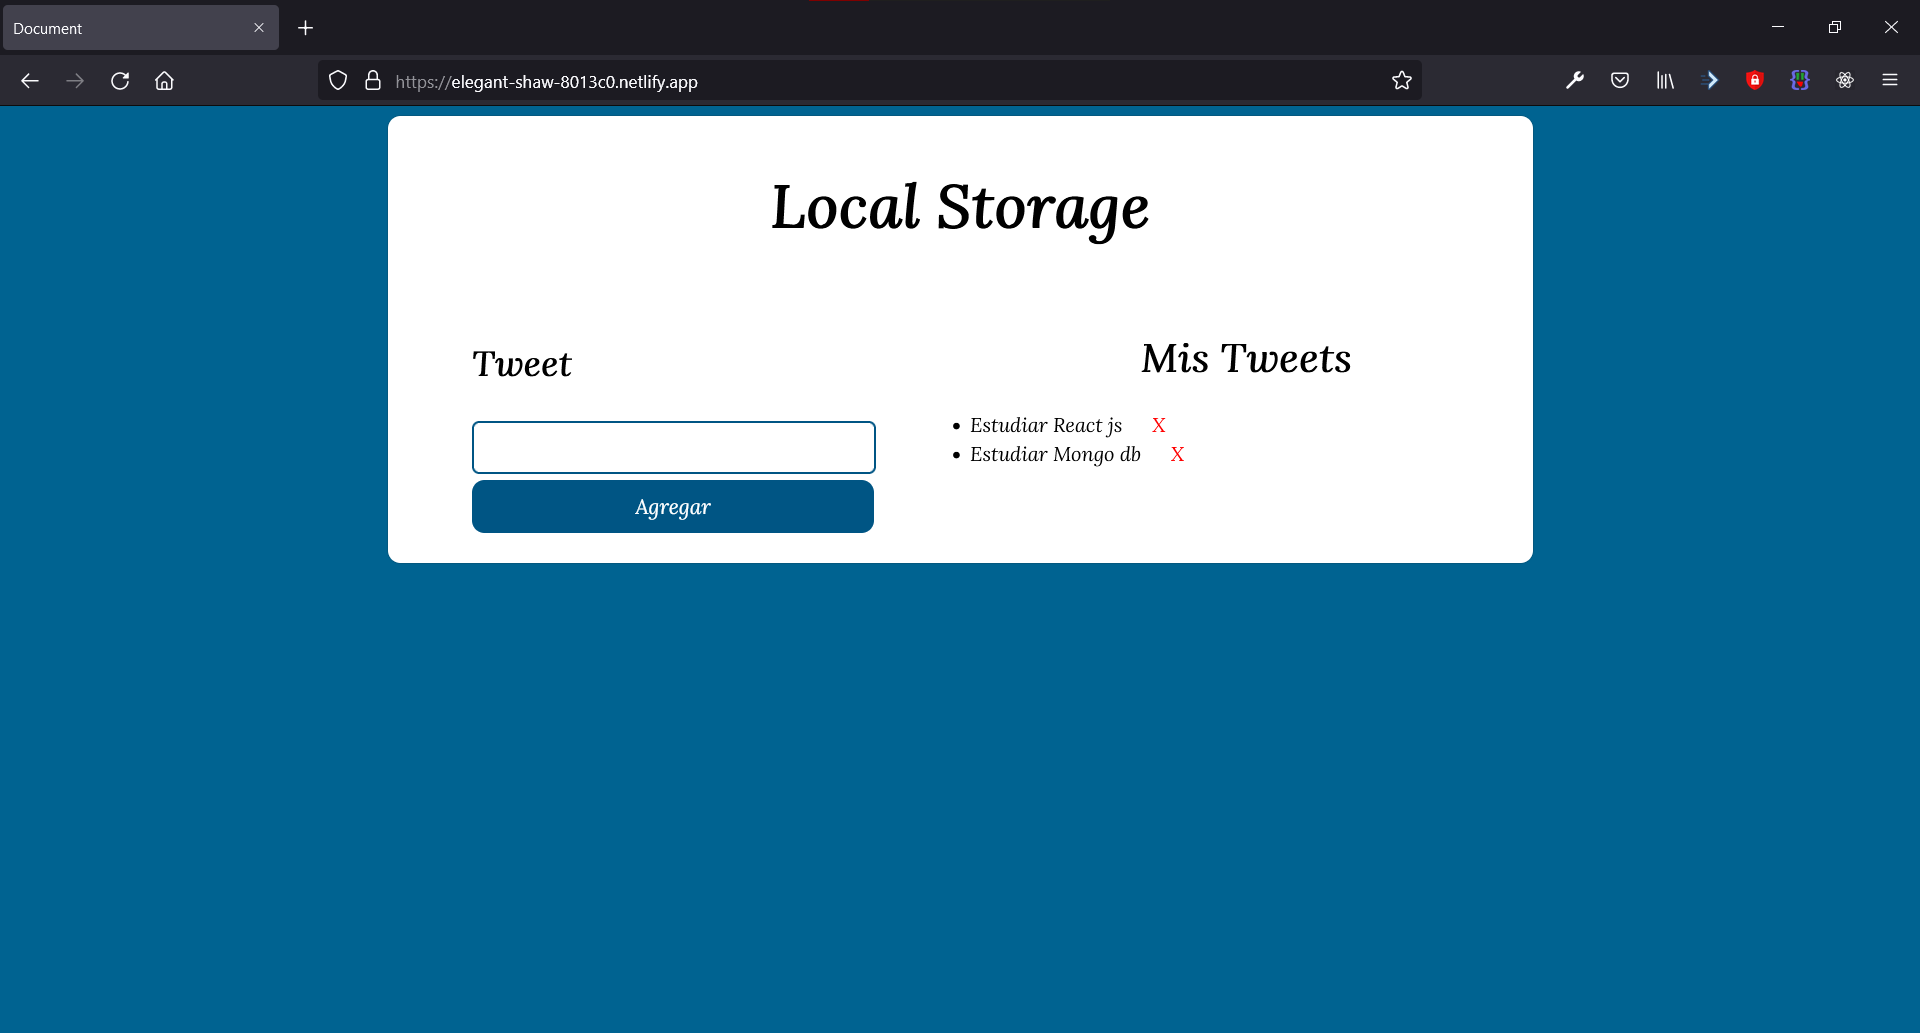 Document
https://elegant-shaw-8013c0.netlify.app
Local Storage
Tweet
Agregar
Mis Tweets
Estudiar React js X
Estudiar Mongo db X